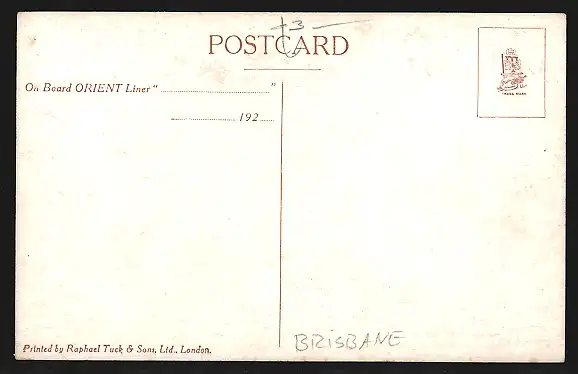 ±3
POSTCARD
On Board ORIENT Liner "..............................."
................ 192.....
TRADE MARK
Printed by Raphael Tuck & Sons, Ltd., London.
BRISBANE